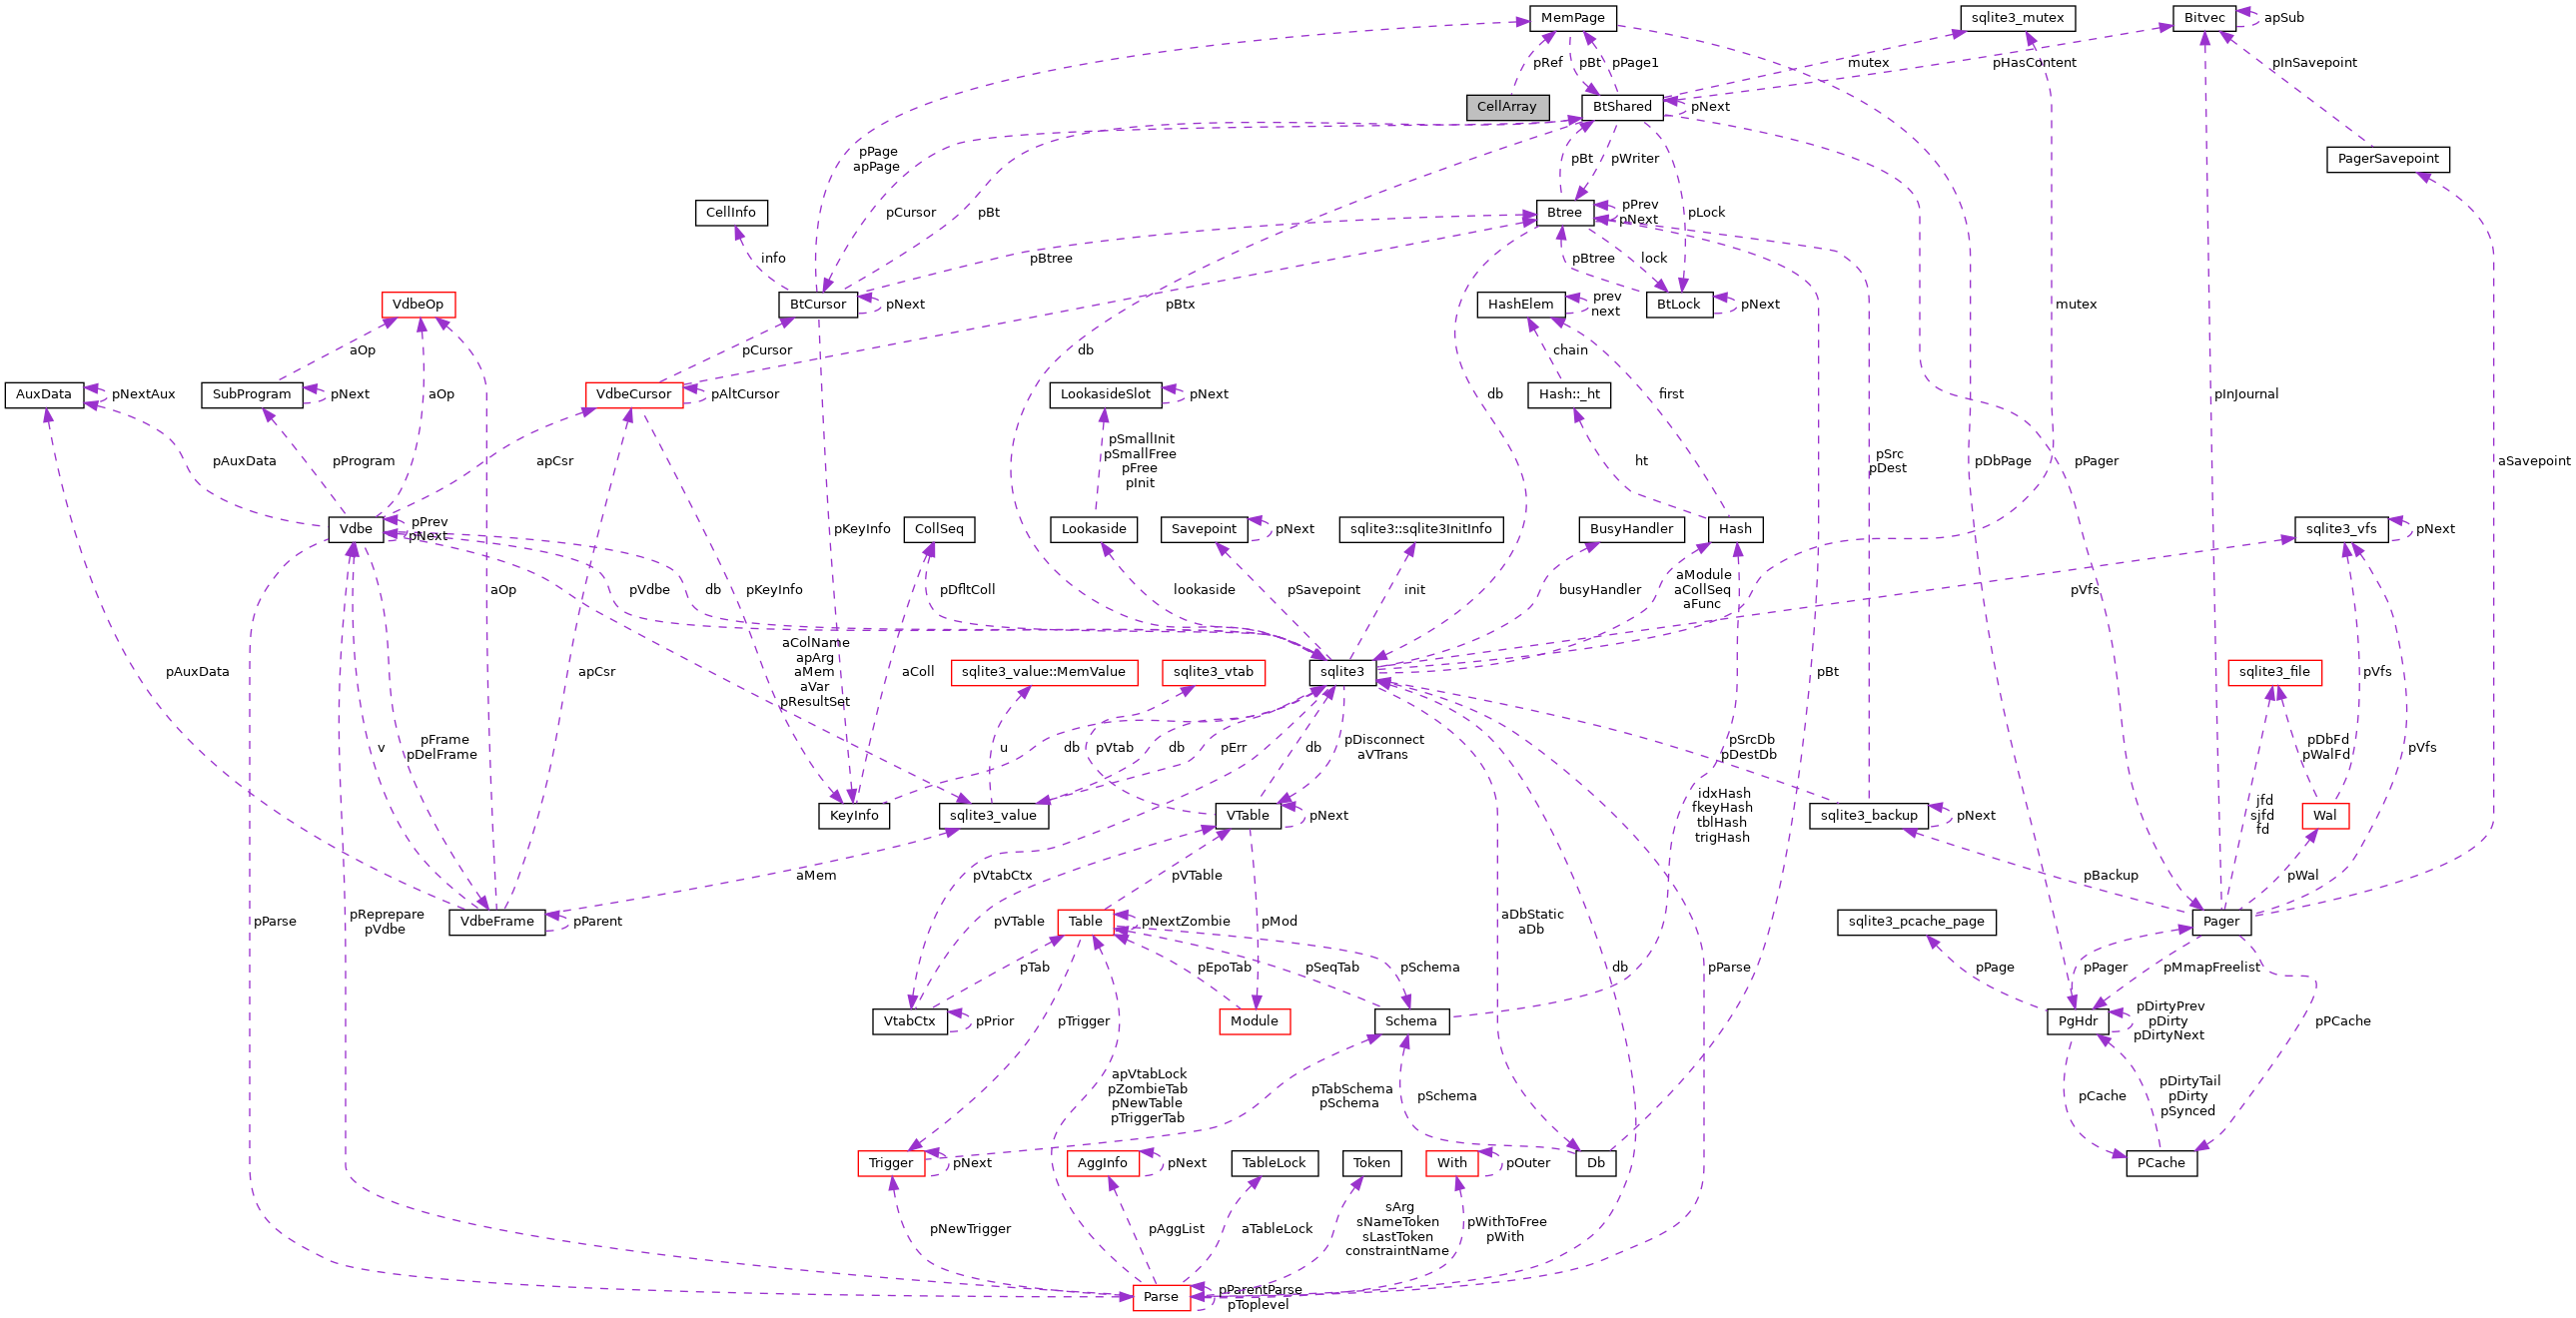 MemPage
sqlite3_mutex
Bitvec
apSub
pRef
pBt
pPage1
mutex
pHasContent
pInSavepoint
CellArray
BtShared
pNext
pPage
apPage
pBt
pWriter
PagerSavepoint
CellInfo
pCursor
pBt
Btree
pPrev
pNext
pLock
info
pBtree
pBtree
lock
VdbeOp
BtCursor
pNext
pBtx
HashElem
prev
next
BtLock
pNext
mutex
aOp
pCursor
db
chain
AuxData
pNextAux
SubProgram
pNext
aOp
VdbeCursor
pAltCursor
LookasideSlot
pNext
db
Hash::_ht
first
pInJournal
pAuxData
pProgram
apCsr
pSmallInit
pSmallFree
pFree
pInit
ht
pSrc
pDest
pDbPage
pPager
aSavepoint
Vdbe
pPrev
pNext
pKeyInfo
CollSeq
Lookaside
Savepoint
pNext
sqlite3::sqlite3InitInfo
BusyHandler
Hash
sqlite3_vfs
pNext
aOp
pVdbe
db
pKeyInfo
pDfltColl
lookaside
pSavepoint
init
busyHandler
aModule
aCollSeq
aFunc
pVfs
pAuxData
apCsr
aColName
apArg
aMem
aVar
pResultSet
aColl
sqlite3_value::MemValue
sqlite3_vtab
sqlite3
pBt
sqlite3_file
pVfs
v
pFrame
pDelFrame
u
db
pVtab
db
pErr
db
pDisconnect
aVTrans
pSrcDb
pDestDb
pDbFd
pWalFd
pVfs
KeyInfo
sqlite3_value
VTable
pNext
idxHash
fkeyHash
tblHash
trigHash
sqlite3_backup
pNext
jfd
sjfd
fd
Wal
aMem
pVtabCtx
pVTable
pBackup
pWal
pParse
pReprepare
pVdbe
VdbeFrame
pParent
pVTable
Table
pNextZombie
pMod
aDbStatic
aDb
sqlite3_pcache_page
Pager
pTab
pEpoTab
pSeqTab
pSchema
db
pParse
pPage
pPager
pMmapFreelist
VtabCtx
pPrior
pTrigger
Module
Schema
PgHdr
pDirtyPrev
pDirty
pDirtyNext
pPCache
apVtabLock
pZombieTab
pNewTable
pTriggerTab
pTabSchema
pSchema
pSchema
pCache
pDirtyTail
pDirty
pSynced
Trigger
pNext
AggInfo
pNext
TableLock
Token
With
pOuter
Db
PCache
pNewTrigger
pAggList
aTableLock
sArg
sNameToken
sLastToken
constraintName
pWithToFree
pWith
Parse
pParentParse
pToplevel